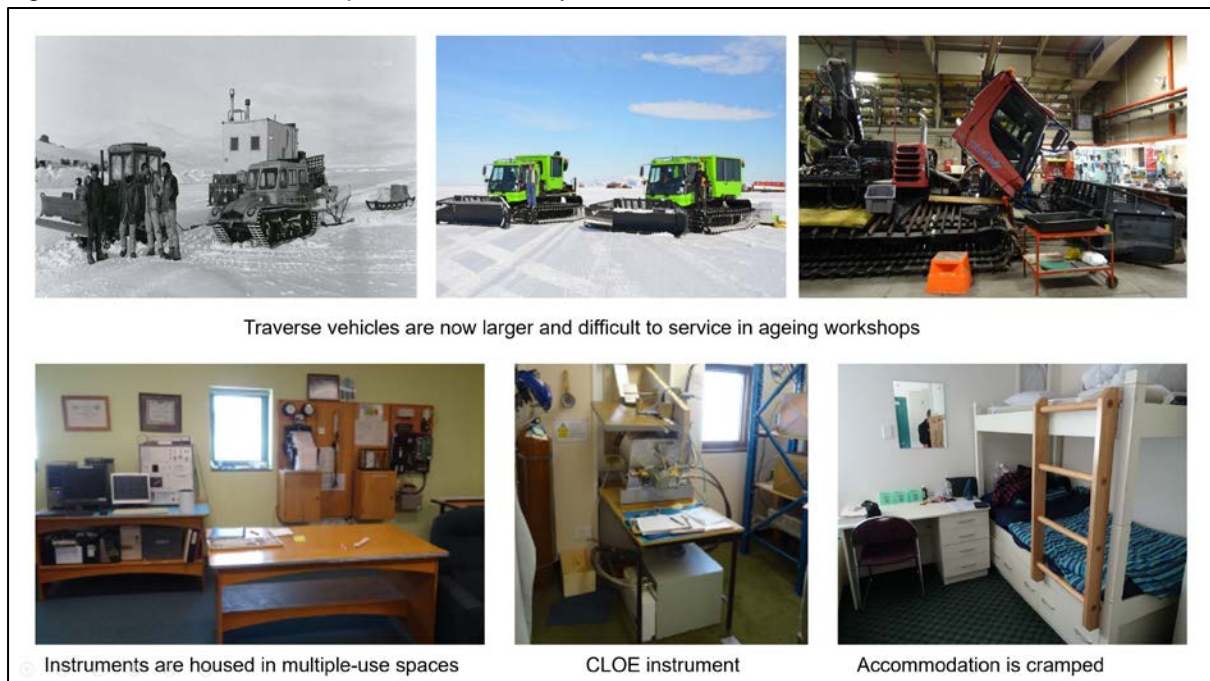 Traverse vehicles are now larger and difficult to service in ageing workshops
Instruments are housed in multiple-use spaces
CLOE instrument
Accommodation is cramped